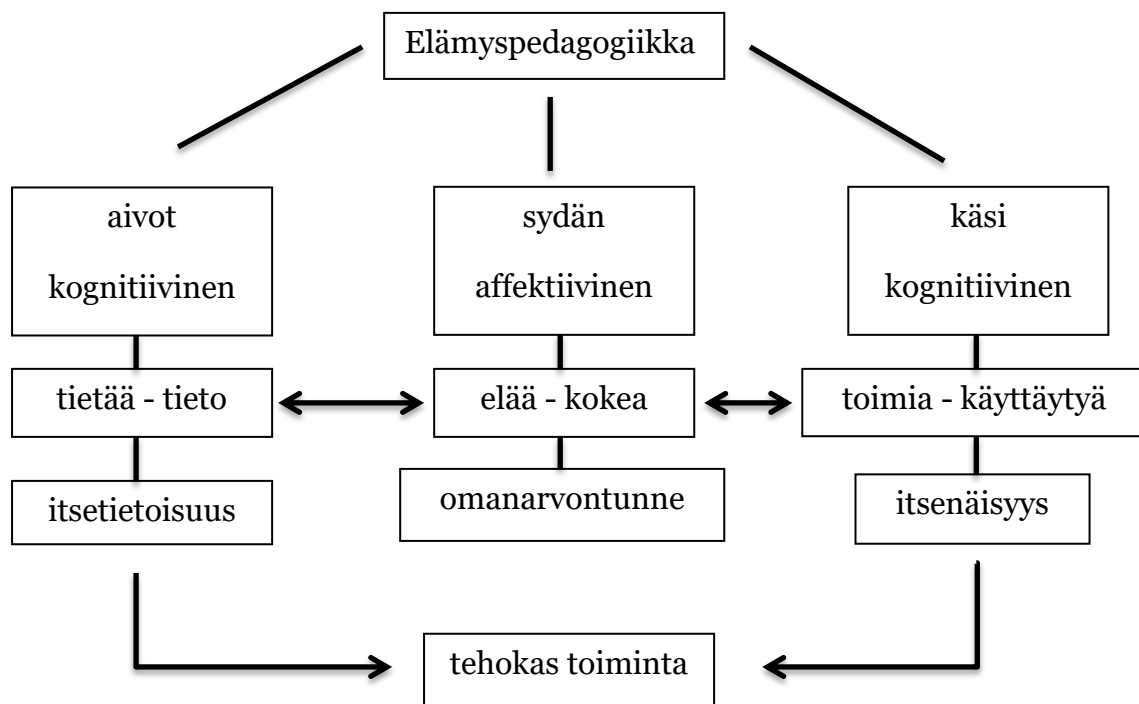 Elämyspedagogiikka
aivot
kognitiivinen
sydän
affektiivinen
käsi
kognitiivinen
tietää - tieto
elää - kokea
toimia - käyttäytyä
itsetietoisuus
omanarvontunne
itsenäisyys
tehokas toiminta